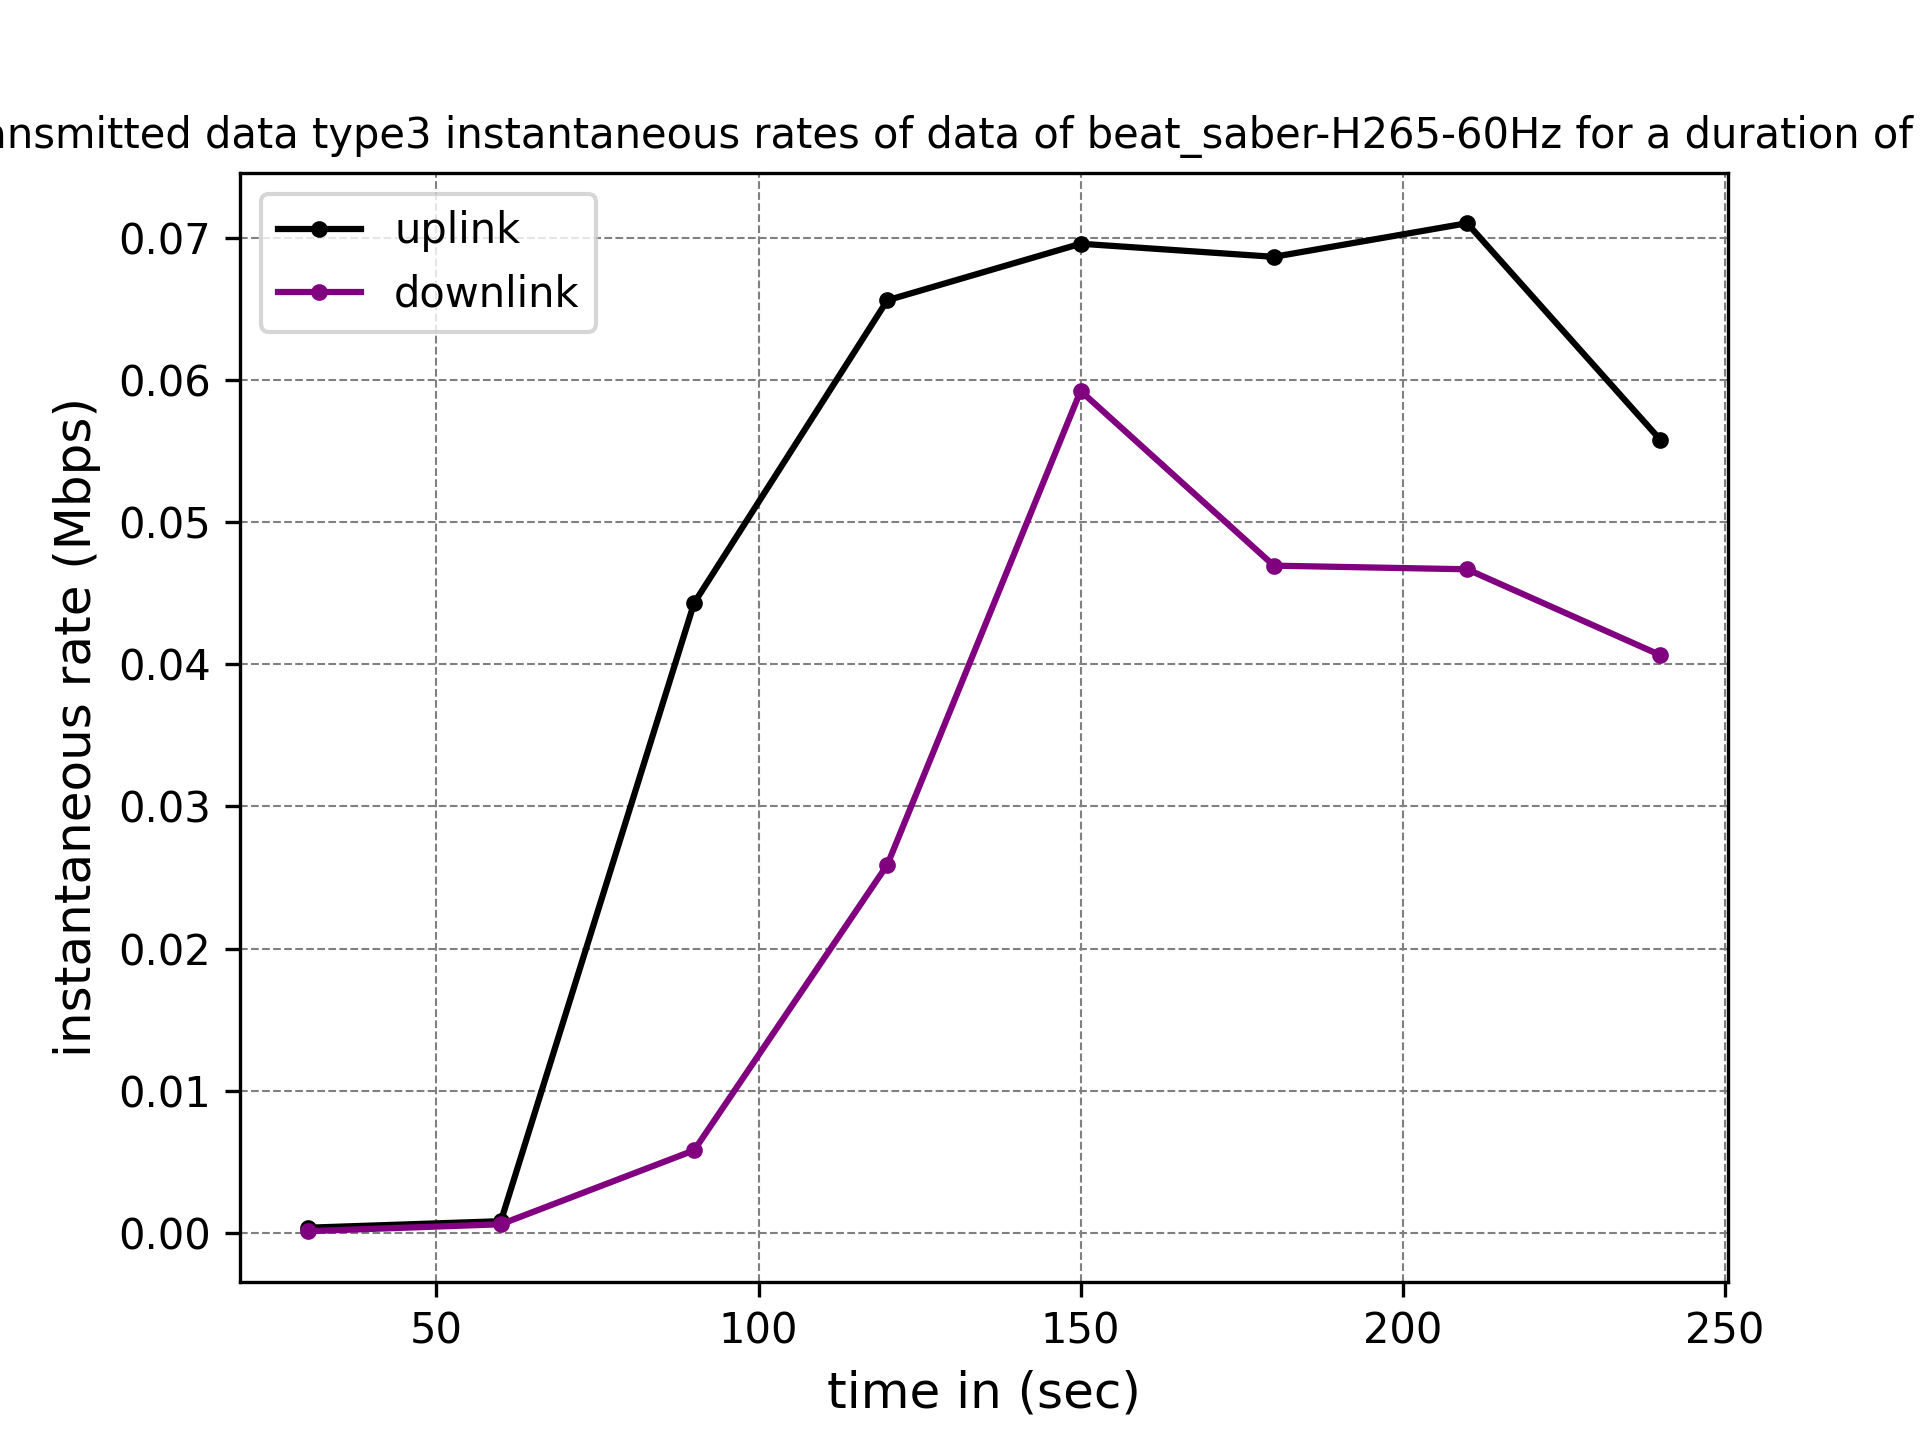 data type3 instantaneous rates of data of beat_saber-H265-60Hz for a duration of
uplink
downlink
0.07
0.06
0.05
0.04
0.03
0.02
0.01
0.00
instantaneous rate (Mbps)
50 100 150 200 250
time in (sec)